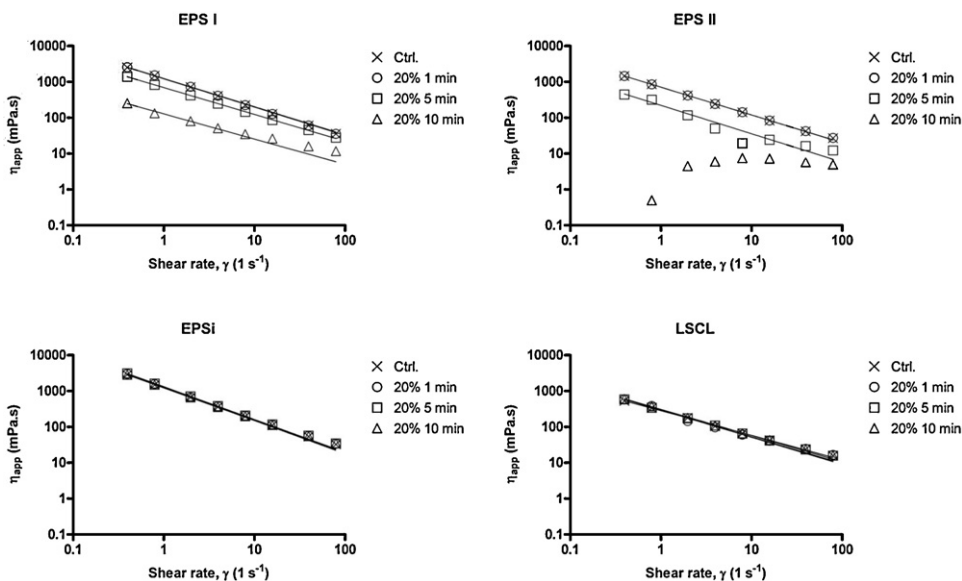 EPS I
10000
1000
100
10
1
0.1
0.1
1
10
100
ηapp (mPa.s)
Shear rate, γ (1 s⁻¹)
Ctrl.
20% 1 min
20% 5 min
20% 10 min
EPS II
10000
1000
100
10
1
0.1
0.1
1
10
100
ηapp (mPa.s)
Shear rate, γ (1 s⁻¹)
Ctrl.
20% 1 min
20% 5 min
20% 10 min
EPSi
10000
1000
100
10
1
0.1
0.1
1
10
100
ηapp (mPa.s)
Shear rate, γ (1 s⁻¹)
Ctrl.
20% 1 min
20% 5 min
20% 10 min
LSCL
10000
1000
100
10
1
0.1
0.1
1
10
100
ηapp (mPa.s)
Shear rate, γ (1 s⁻¹)
Ctrl.
20% 1 min
20% 5 min
20% 10 min